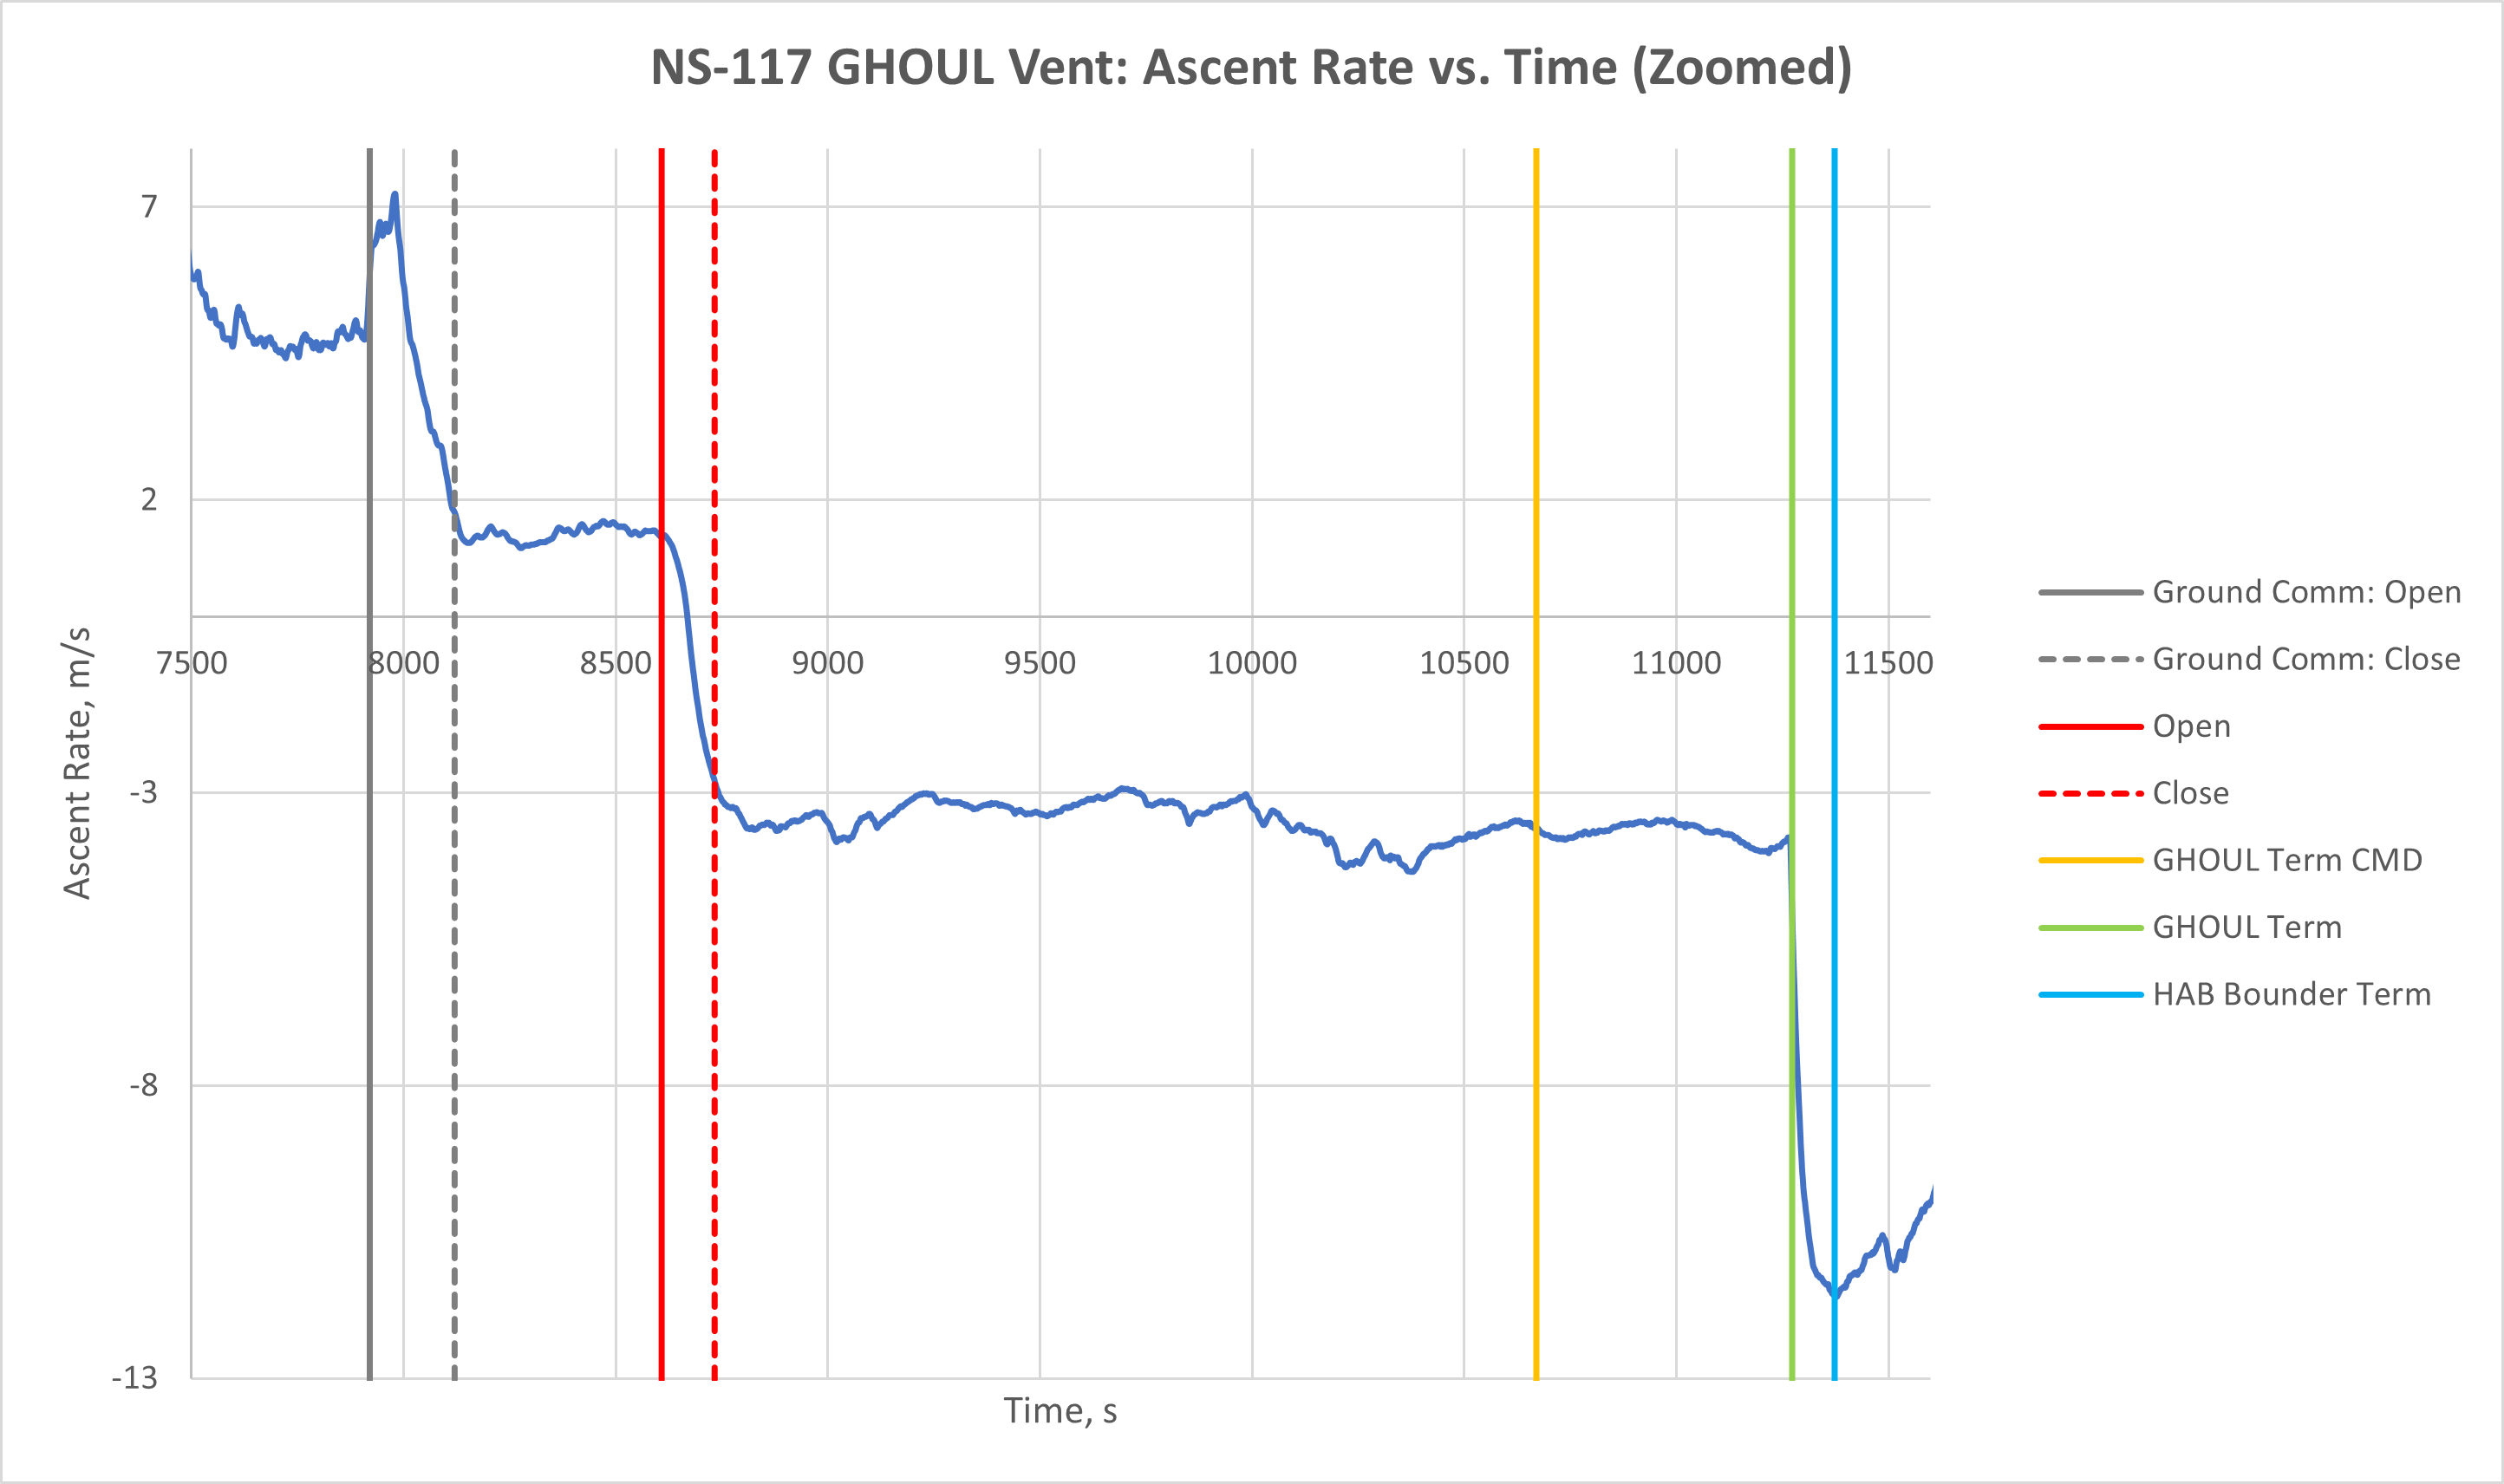 NS-117 GHOUL Vent: Ascent Rate vs. Time (Zoomed)
7
2
-3
-8
-13
Ascent Rate, m/s
7500 8000 8500 9000 9500 10000 10500 11000 11500
Time, s
Ground Comm: Open
Ground Comm: Close
Open
Close
GHOUL Term CMD
GHOUL Term
HAB Bounder Term